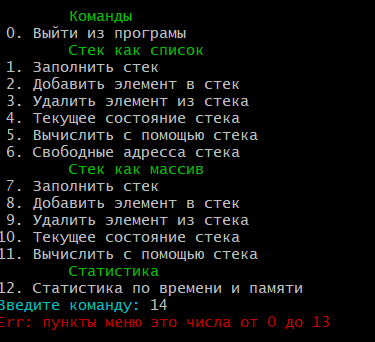 Команды
0. Выйти из програмы
Стек как список
1. Заполнить стек
2. Добавить элемент в стек
3. Удалить элемент из стека
4. Текущее состояние стека
5. Вычислить с помощью стека
6. Свободные адресса стека
Стек как массив
7. Заполнить стек
8. Добавить элемент в стек
9. Удалить элемент из стека
10. Текущее состояние стека
11. Вычислить с помощью стека
Статистика
12. Статистика по времени и памяти
Введите команду: 14
Err: пункты меню это числа от 0 до 13